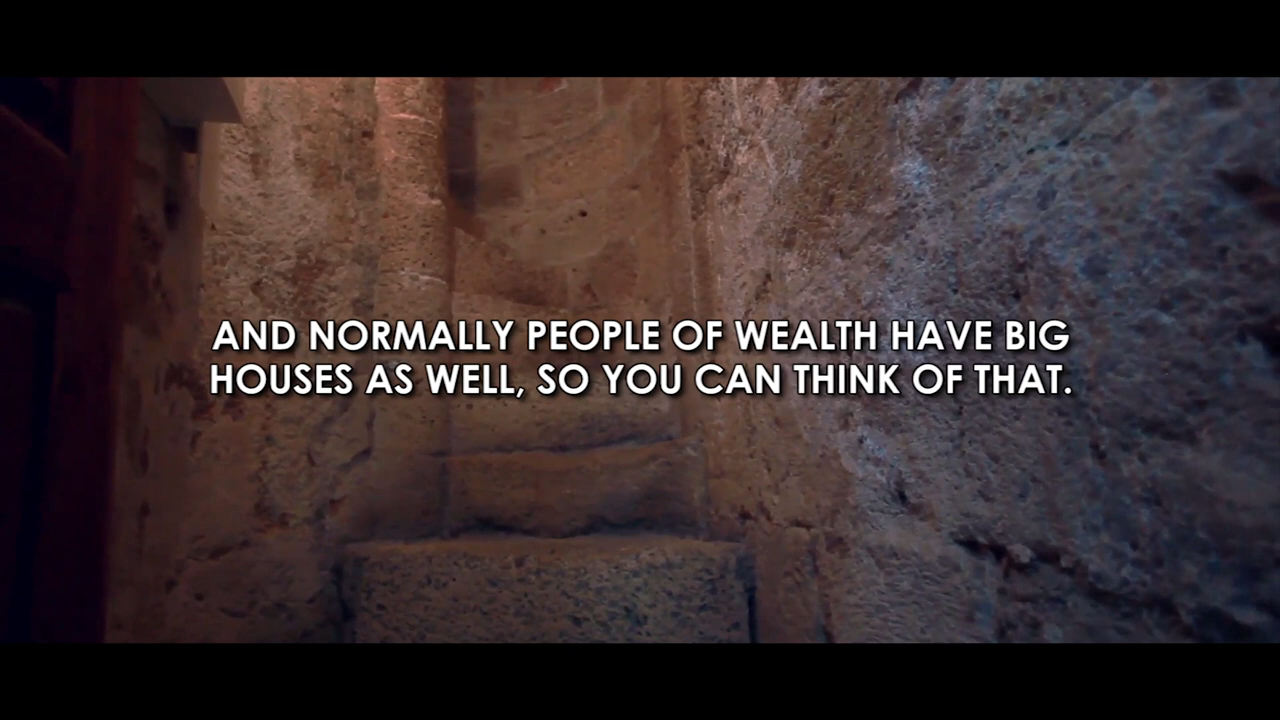 AND NORMALLY PEOPLE OF WEALTH HAVE BIG
HOUSES AS WELL, SO YOU CAN THINK OF THAT.